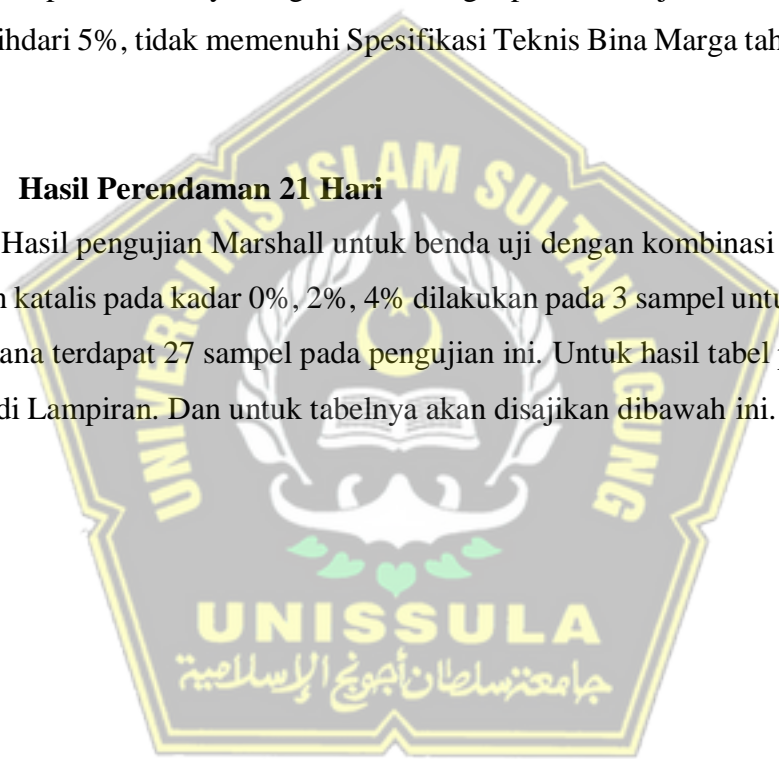 ihdari 5%, tidak memenuhi Spesifikasi Teknis Bina Marga tah
Hasil Perendaman 21 Hari
Hasil pengujian Marshall untuk benda uji dengan kombinasi
n katalis pada kadar 0%, 2%, 4% dilakukan pada 3 sampel untu
ana terdapat 27 sampel pada pengujian ini. Untuk hasil tabel p
di Lampiran. Dan untuk tabelnya akan disajikan dibawah ini.
UNIVERSITAS ISLAM SULTAN AGUNG
UNISSULA
جامعة سلطان أجونج الإسلامية